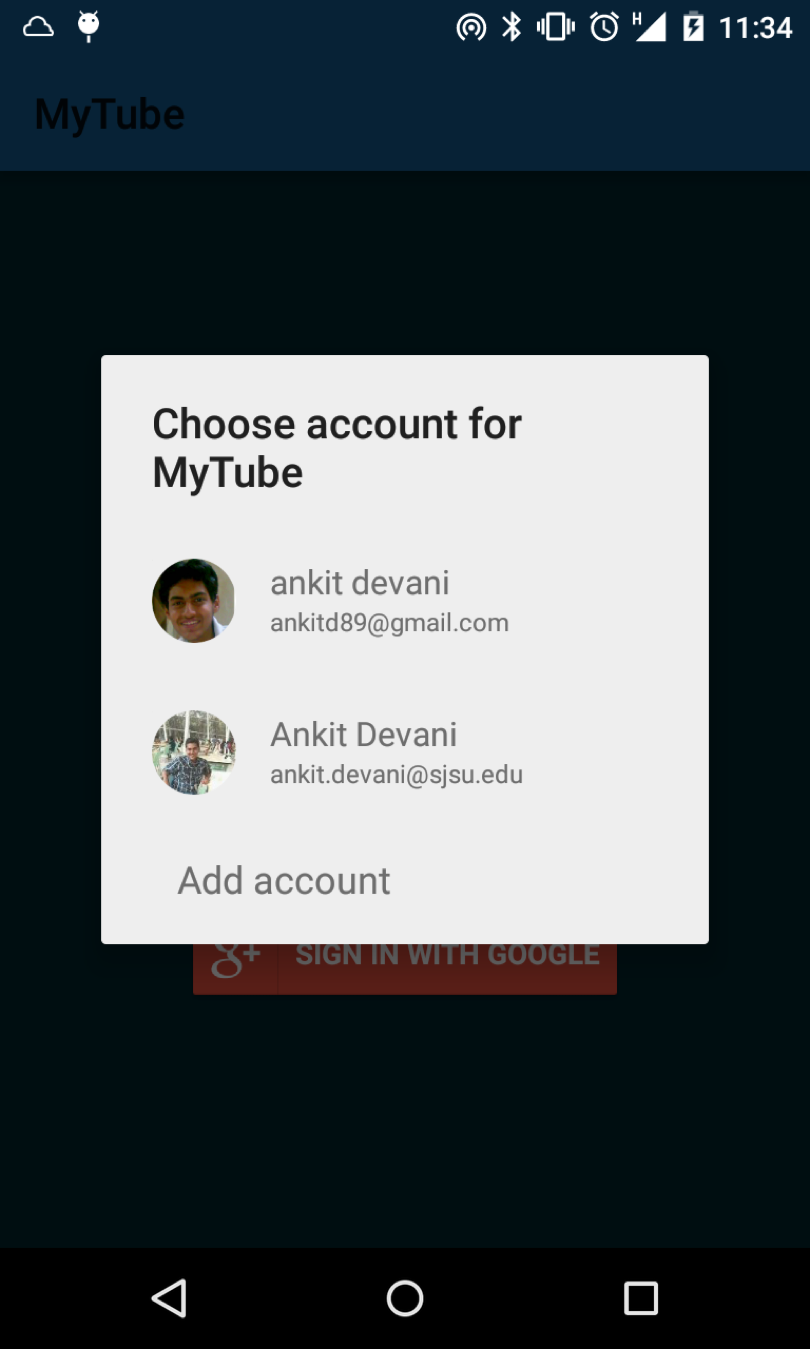 H 11:34
MyTube
Choose account for
MyTube
ankit devani
ankitd89@gmail.com
Ankit Devani
ankit.devani@sjsu.edu
Add account
g+ SIGN IN WITH GOOGLE